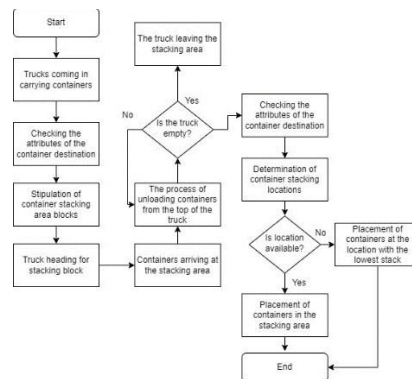 Start
Trucks coming in
carrying containers
Checking the
attributes of the
container destination
Stipulation of
container stacking
area blocks
Truck heading for
stacking block
Containers arriving at
the stacking area
The process of
unloading containers
from the top of the
truck
Is the truck
empty?
No
Yes
The truck leaving the
stacking area
Checking the
attributes of the
container destination
Determination of
container stacking
locations
Is location
available?
No
Placement of
containers at the
location with the
lowest stack
Yes
Placement of
containers in the
stacking area
End